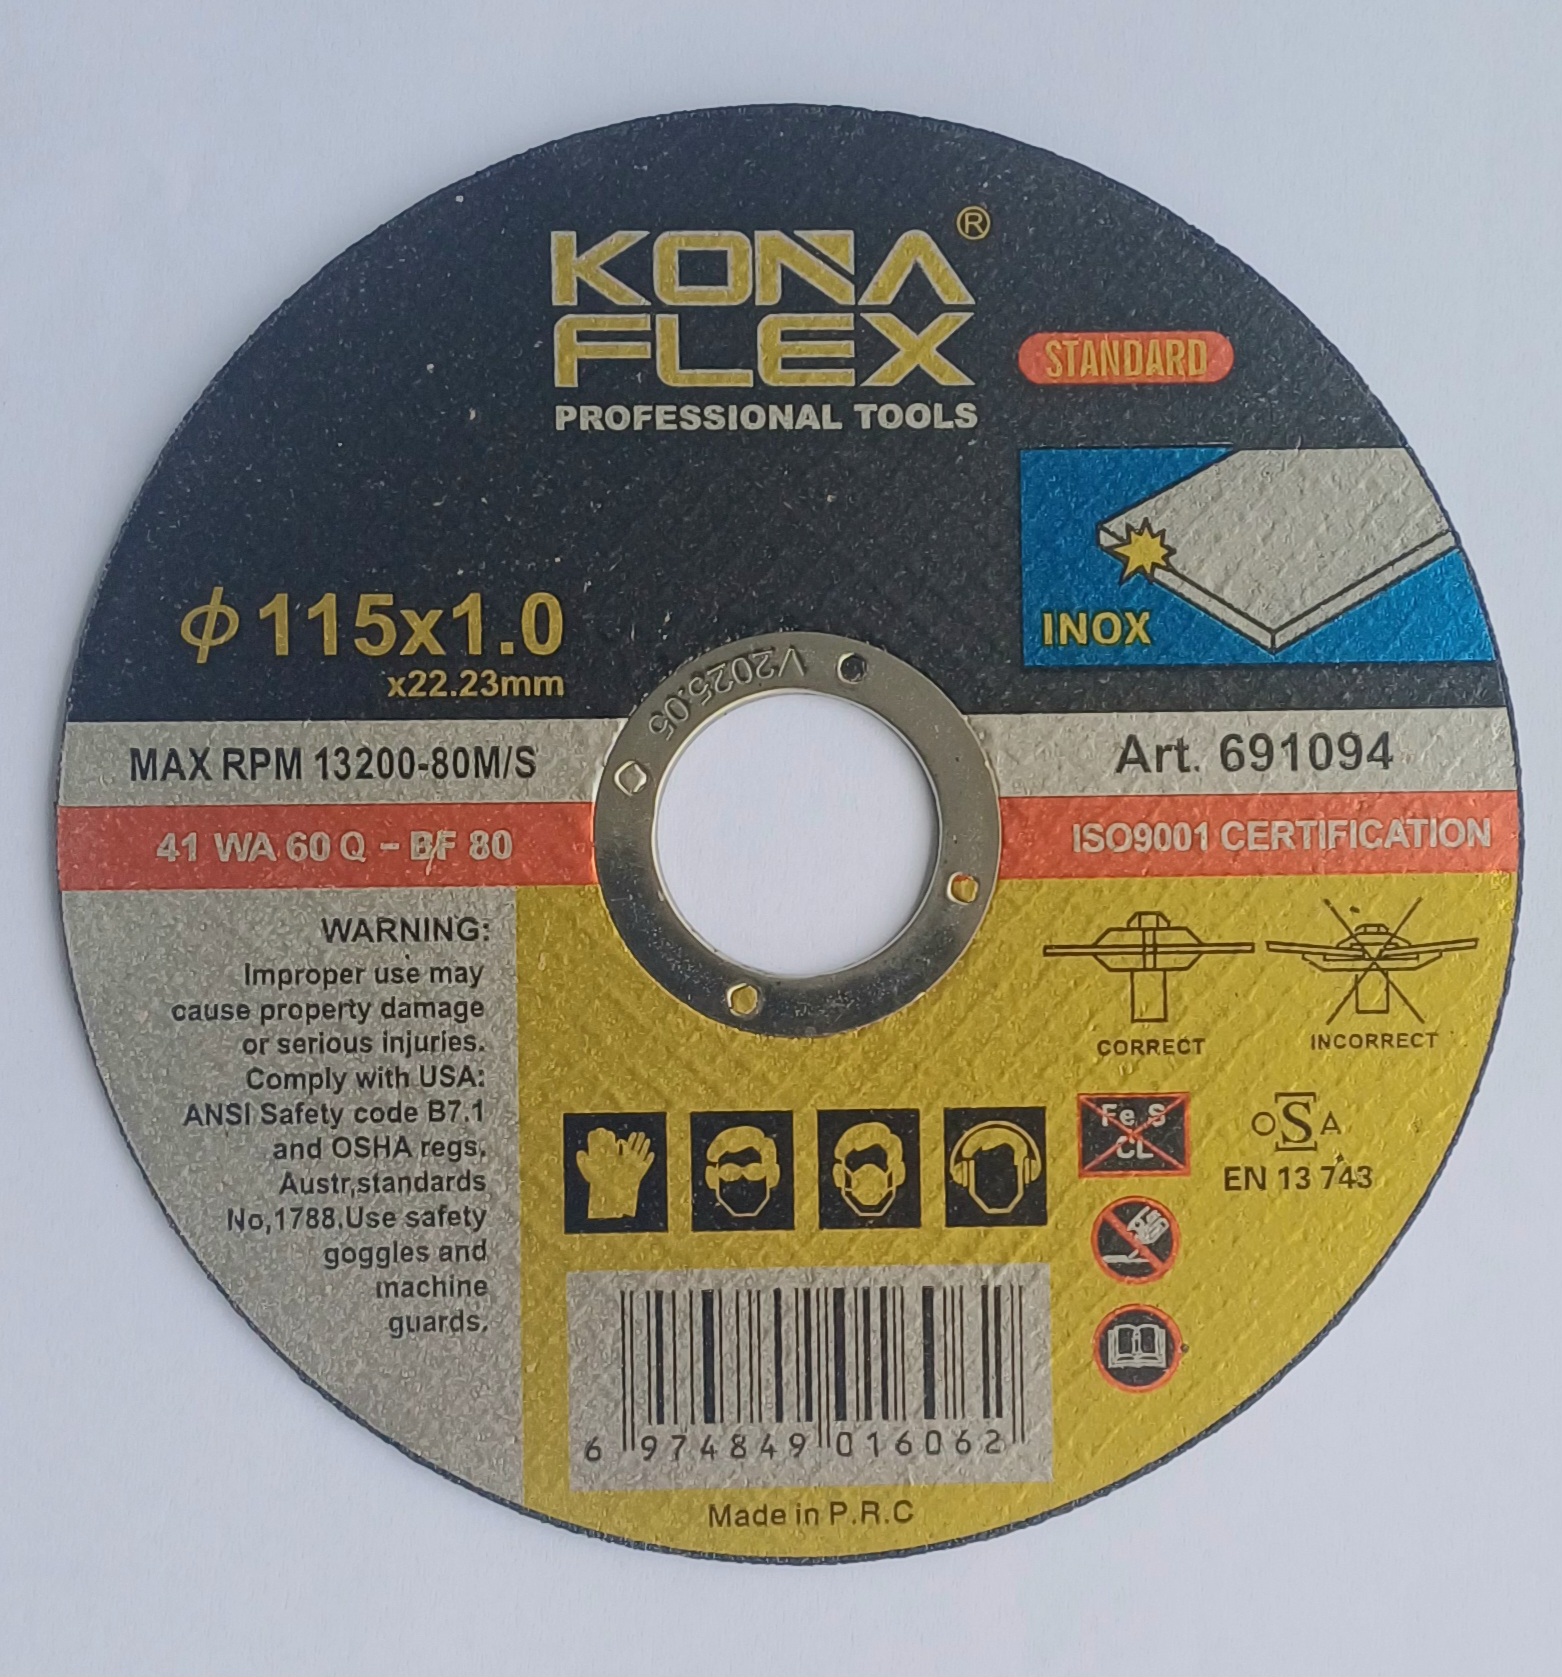 KONA ®
FLEX
PROFESSIONAL TOOLS
STANDARD
INOX
ϕ 115x1.0
x22.23mm
V2025.05
MAX RPM 13200-80M/S
Art. 691094
41 WA 60 Q - BF 80
ISO9001 CERTIFICATION
WARNING:
Improper use may
cause property damage
or serious injuries.
Comply with USA:
ANSI Safety code B7.1
and OSHA regs.
Austr,standards
No,1788.Use safety
goggles and
machine
guards.
CORRECT
INCORRECT
Fe S
CL
oSA
EN 13 743
6 974849 016062
Made in P.R.C